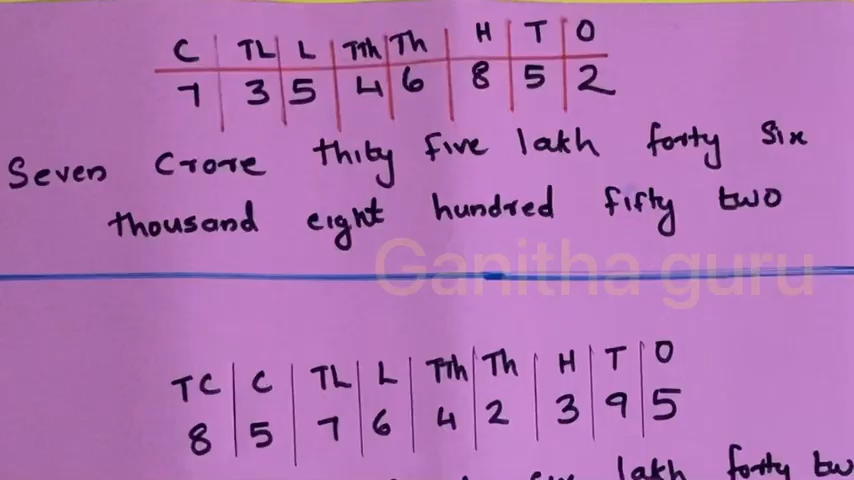 C TL L TTh Th H T O
7 3 5 4 6 8 5 2
Seven Crore thity five lakh forty six
thousand eight hundred fifty two
Ganitha guru
TC C TL L TTh Th H T O
8 5 7 6 4 2 3 9 5
lakh forty